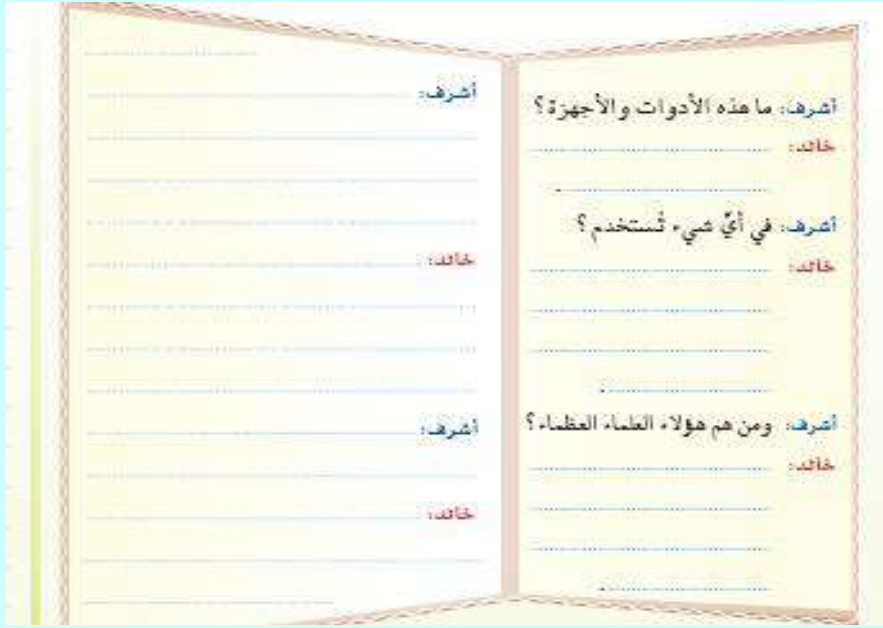 أشرف: ما هذه الأدوات والأجهزة؟
خالد:
أشرف: في أيِّ شيء تُستخدم؟
خالد:
أشرف: ومن هم هؤلاء العلماء العظماء؟
خالد:
أشرف:
خالد:
أشرف:
خالد: